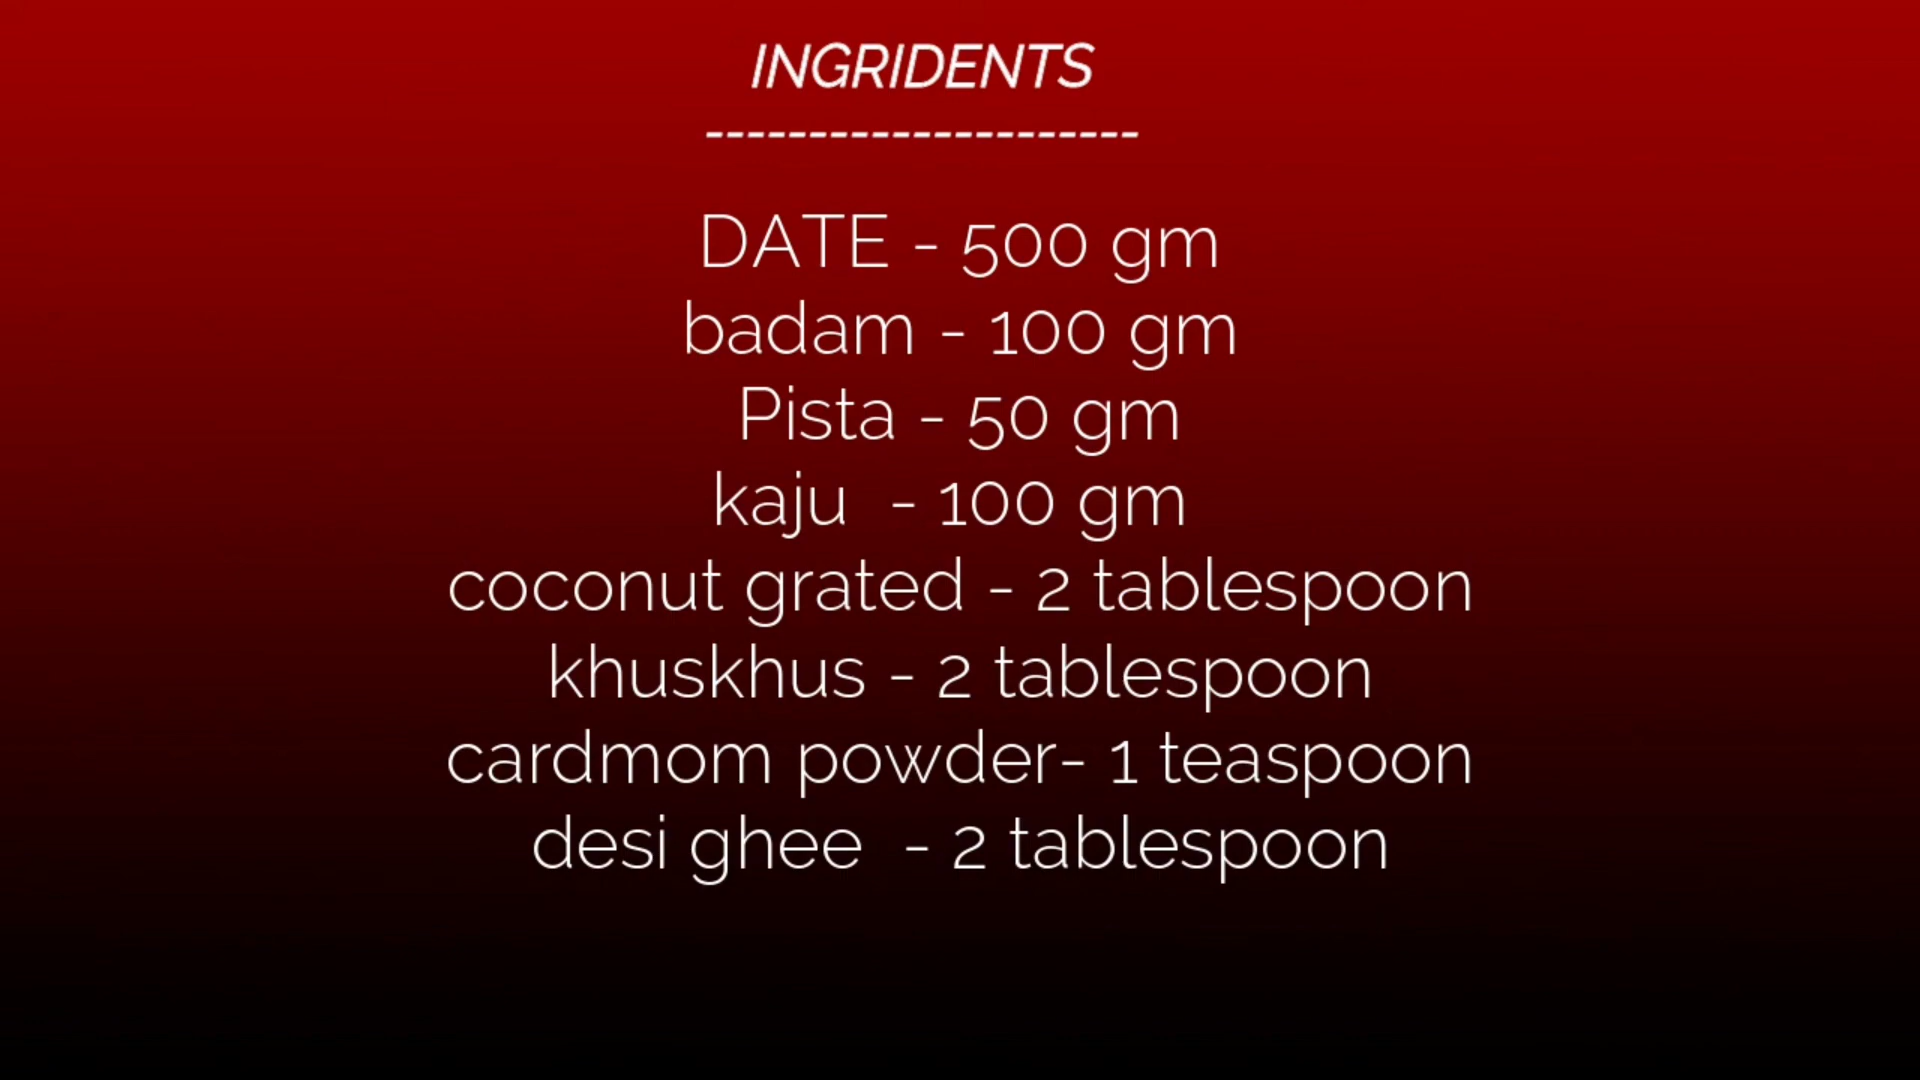 INGRIDENTS
---------------------
DATE - 500 gm
badam - 100 gm
Pista - 50 gm
kaju  - 100 gm
coconut grated - 2 tablespoon
khuskhus - 2 tablespoon
cardmom powder- 1 teaspoon
desi ghee  - 2 tablespoon